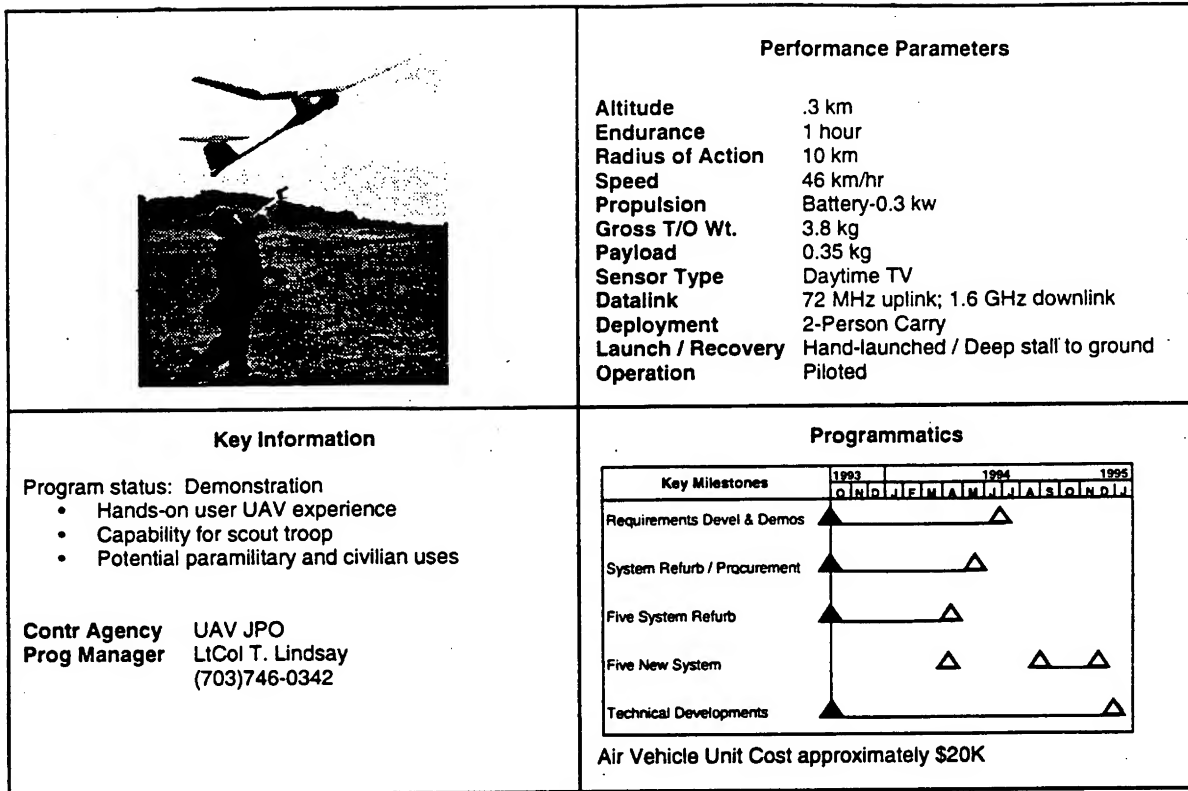 Performance Parameters
Altitude .3 km
Endurance 1 hour
Radius of Action 10 km
Speed 46 km/hr
Propulsion Battery-0.3 kw
Gross T/O Wt. 3.8 kg
Payload 0.35 kg
Sensor Type Daytime TV
Datalink 72 MHz uplink; 1.6 GHz downlink
Deployment 2-Person Carry
Launch / Recovery Hand-launched / Deep stall to ground
Operation Piloted
Key Information
Program status: Demonstration
• Hands-on user UAV experience
• Capability for scout troop
• Potential paramilitary and civilian uses
Contr Agency UAV JPO
Prog Manager LtCol T. Lindsay
(703)746-0342
Programmatics
Key Milestones 1993 1994 1995
O N D J F M A M J J A S O N D J
Requirements Devel & Demos
System Refurb / Procurement
Five System Refurb
Five New System
Technical Developments
Air Vehicle Unit Cost approximately $20K